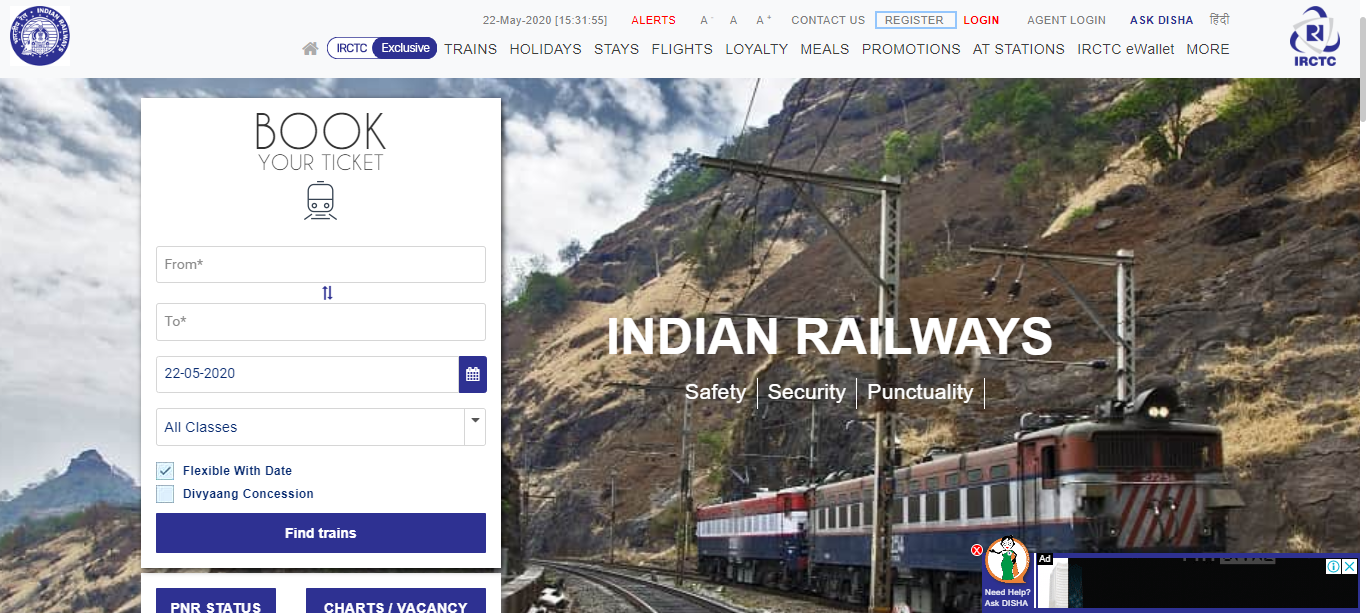 22-May-2020 [15:31:55] ALERTS A- A A+ CONTACT US REGISTER LOGIN AGENT LOGIN ASK DISHA हिंदी
INDIAN RAILWAYS
IRCTC Exclusive TRAINS HOLIDAYS STAYS FLIGHTS LOYALTY MEALS PROMOTIONS AT STATIONS IRCTC eWallet MORE
IRCTC
BOOK
YOUR TICKET
From*
To*
22-05-2020
All Classes
Flexible With Date
Divyaang Concession
Find trains
PNR STATUS
CHARTS / VACANCY
INDIAN RAILWAYS
Safety
Security
Punctuality
Need Help?
Ask DISHA
Ad